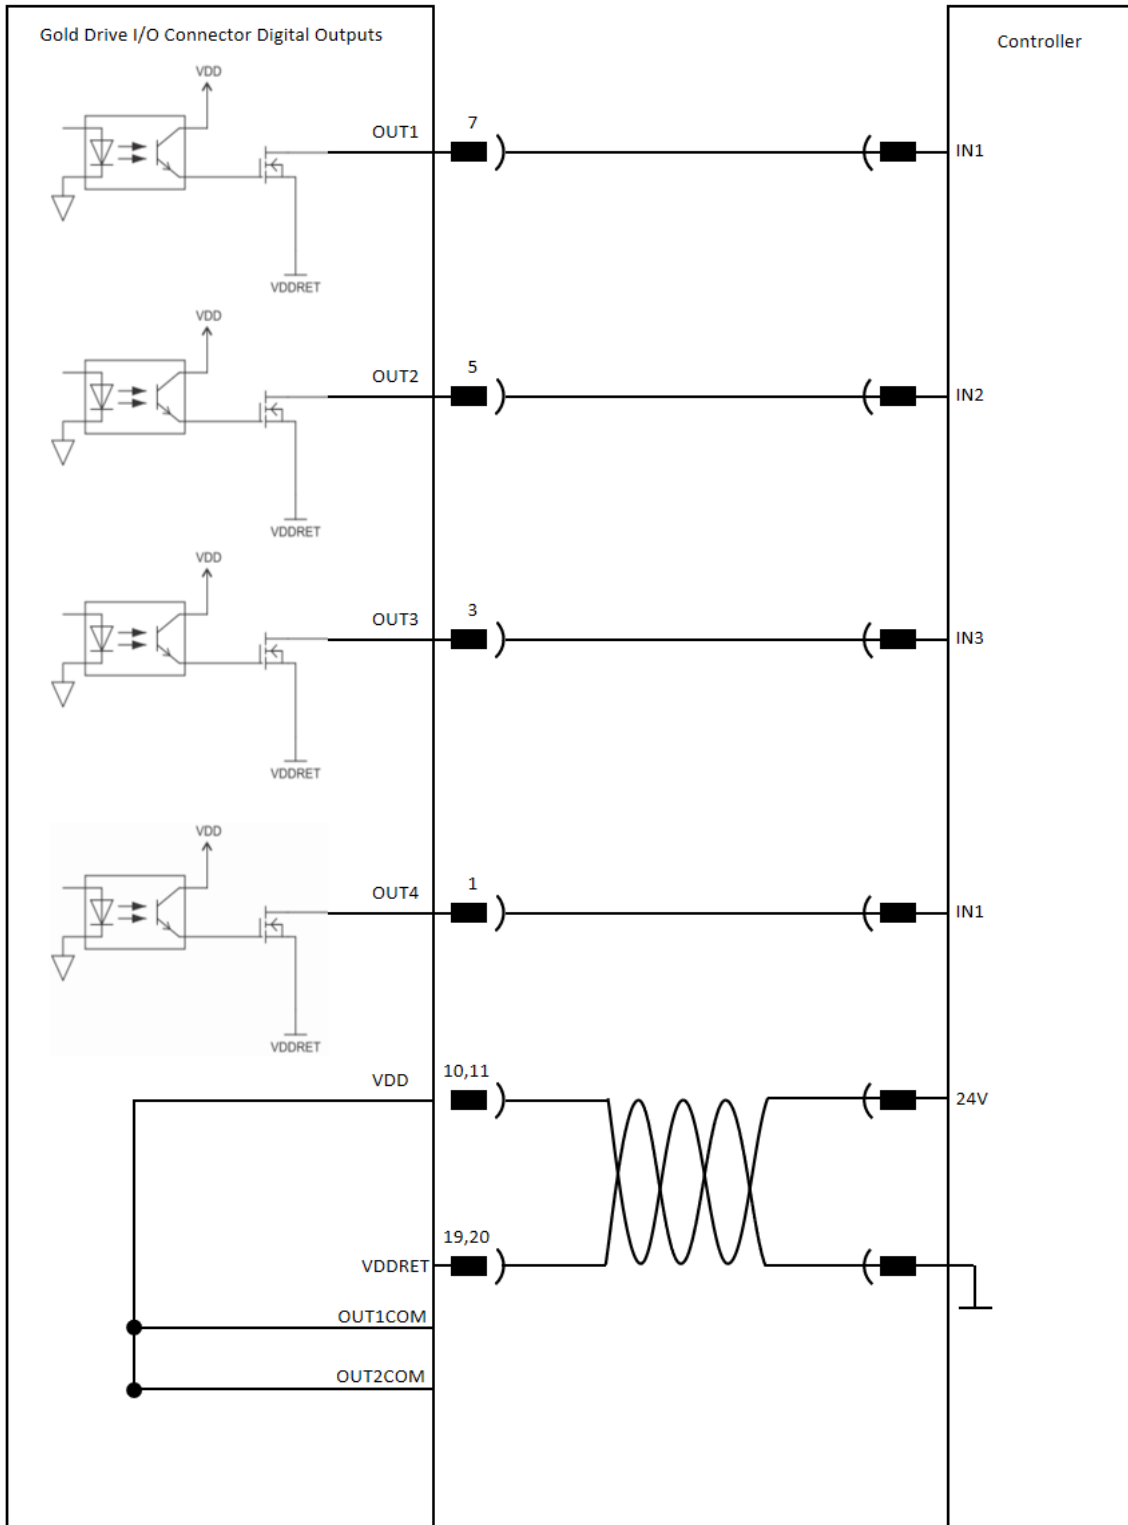 Gold Drive I/O Connector Digital Outputs
Controller
VDD
OUT1
7
IN1
VDDRET
VDD
OUT2
5
IN2
VDDRET
VDD
OUT3
3
IN3
VDDRET
VDD
OUT4
1
IN1
VDDRET
VDD
10,11
24V
19,20
VDDRET
OUT1COM
OUT2COM